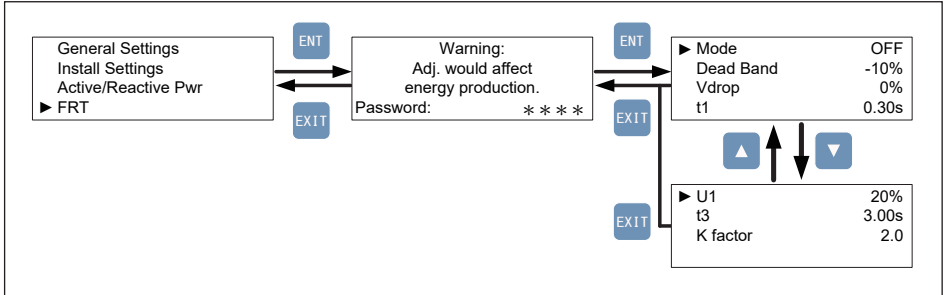 General Settings
Install Settings
Active/Reactive Pwr
► FRT
ENT
EXIT
Warning:
Adj. would affect
energy production.
Password: ＊＊＊＊
ENT
EXIT
► Mode OFF
Dead Band -10%
Vdrop 0%
t1 0.30s
▲ ▼
EXIT
► U1 20%
t3 3.00s
K factor 2.0